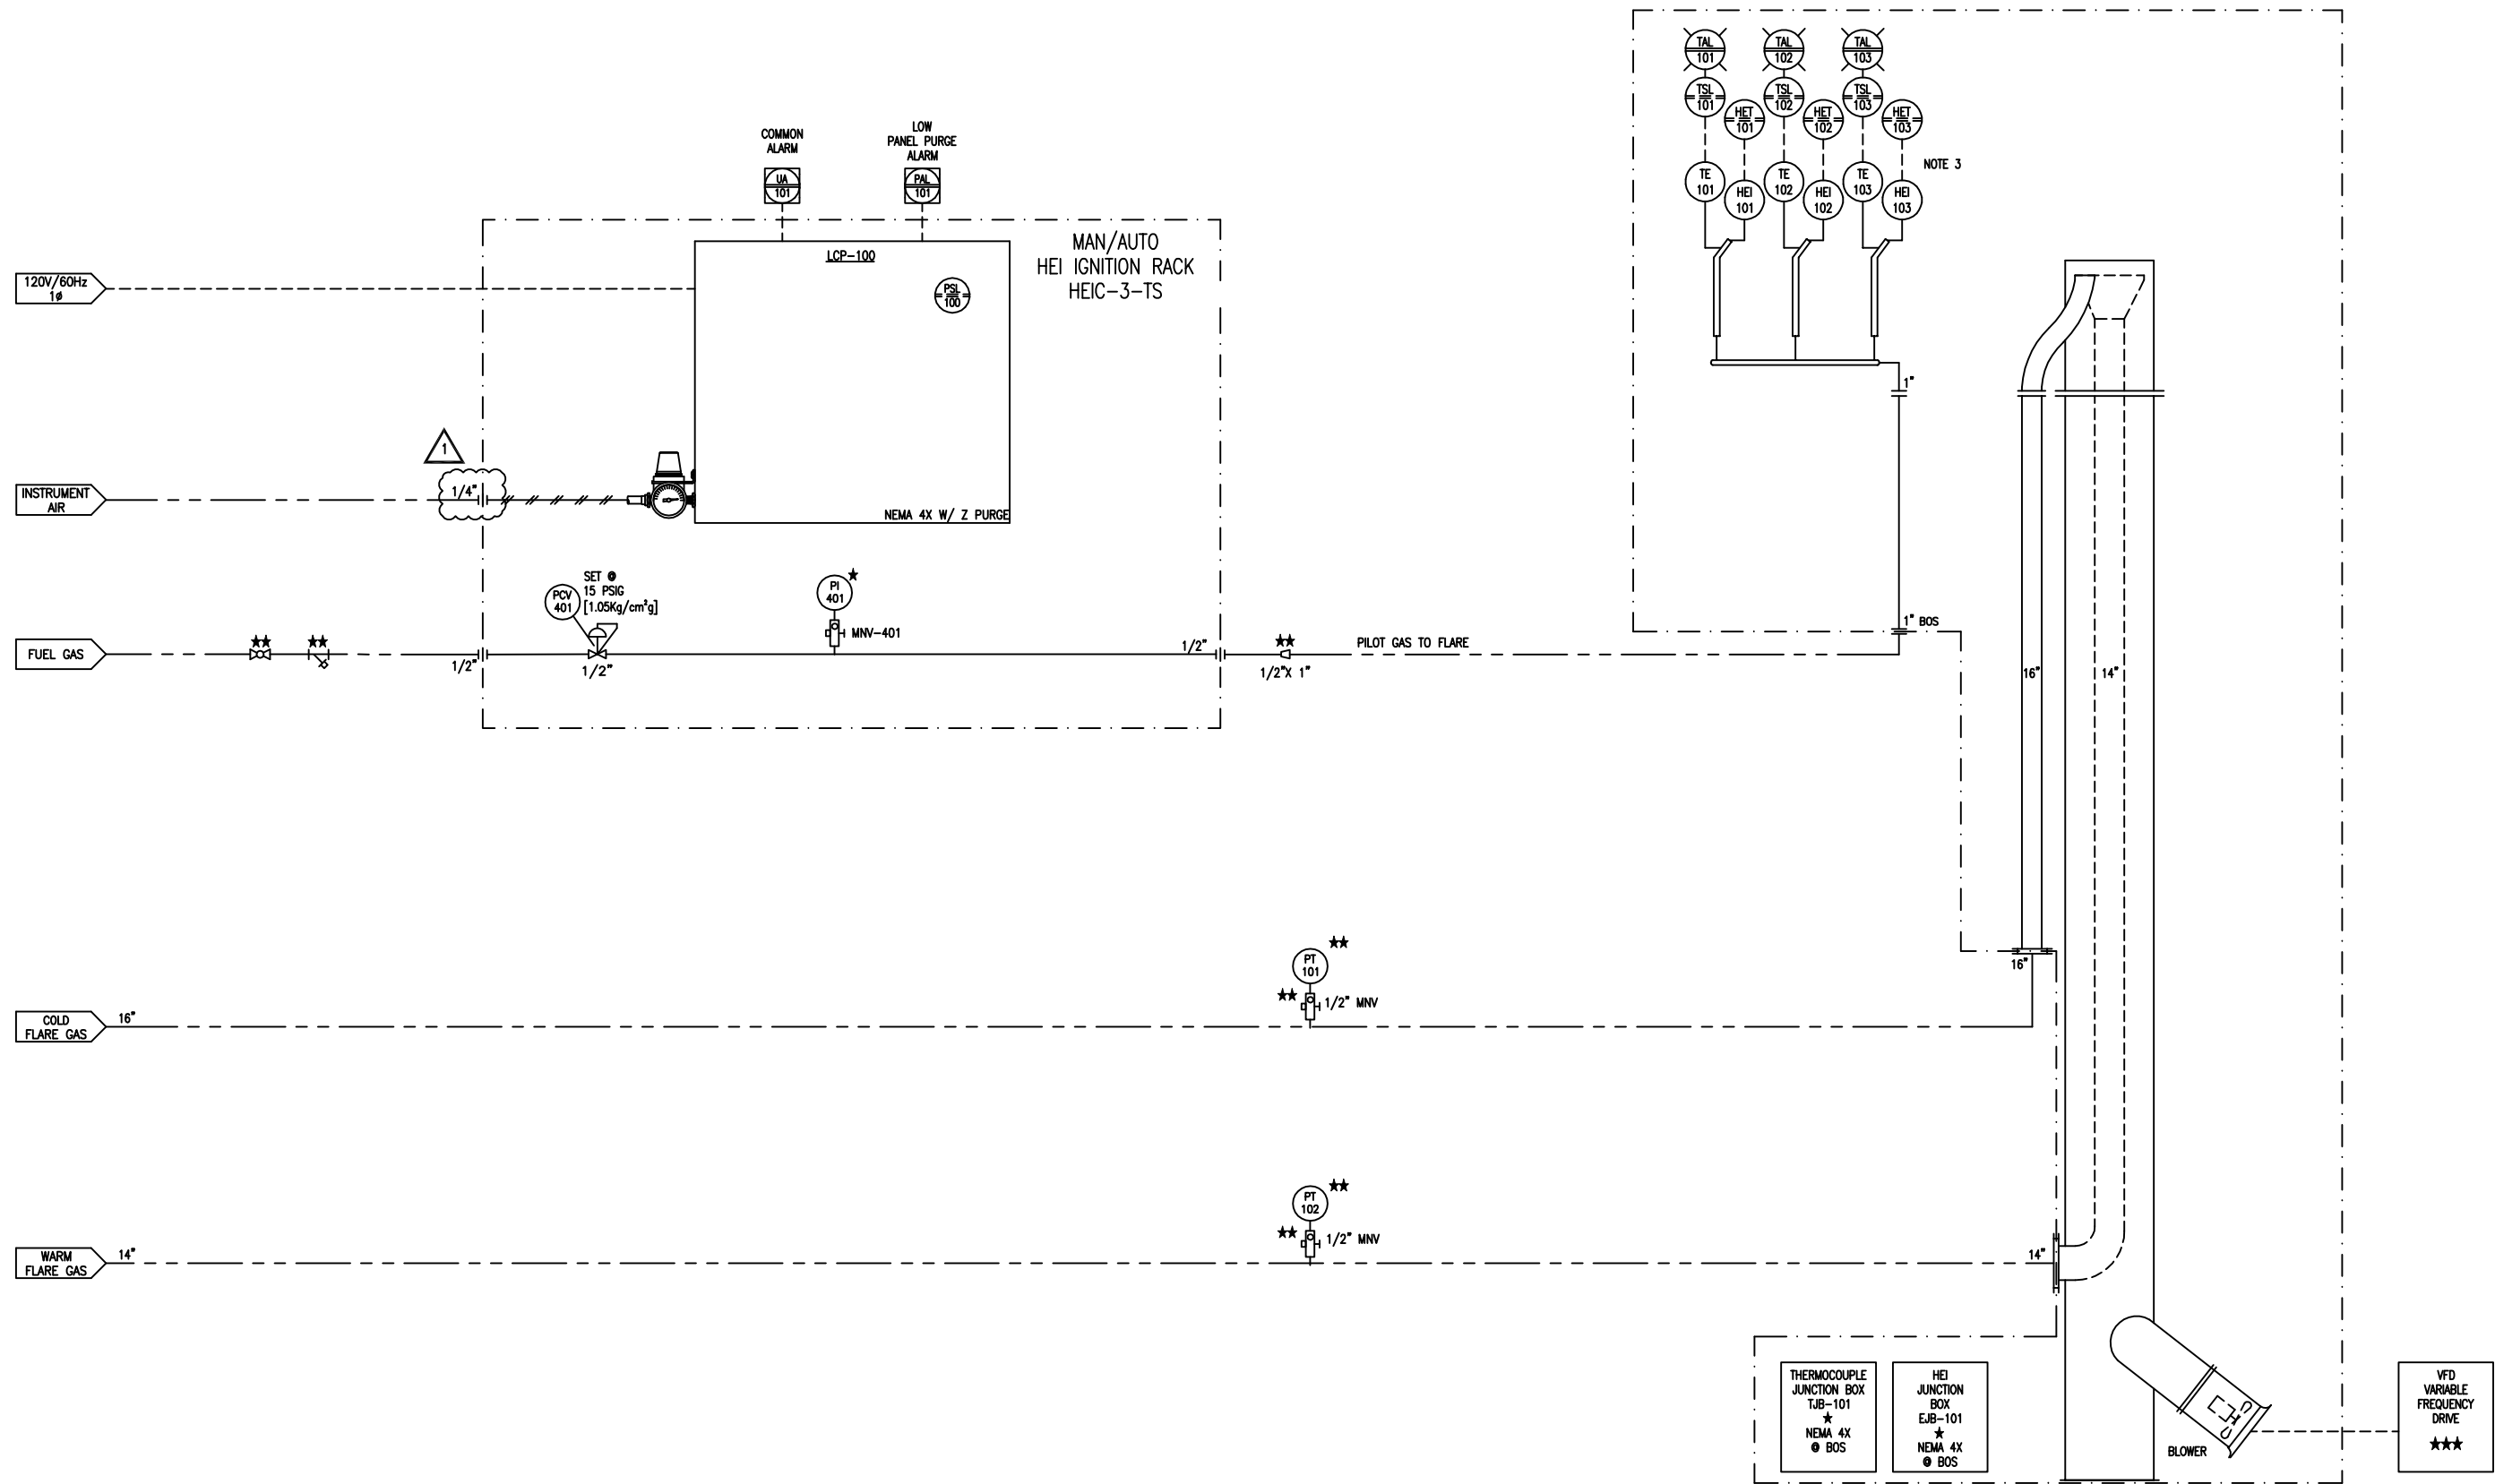 TAL
101
TAL
102
TAL
103
TSL
101
TSL
102
TSL
103
HET
101
HET
102
HET
103
NOTE 3
TE
101
TE
102
TE
103
HEI
101
HEI
102
HEI
103
COMMON
ALARM
UA
101
LOW
PANEL PURGE
ALARM
PAL
101
MAN/AUTO
HEI IGNITION RACK
HEIC-3-TS
LCP-100
PSL
100
NEMA 4X W/ Z PURGE
120V/60Hz
1ø
1
INSTRUMENT
AIR
1/4"
1"
FUEL GAS
★★
★★
1/2"
PCV
401
SET @
15 PSIG
[1.05Kg/cm²g]
1/2"
PI
401
★
MNV-401
1/2"
★★
1/2"X 1"
PILOT GAS TO FLARE
1" BOS
16"
14"
COLD
FLARE GAS
16"
PT
101
★★
★★
1/2" MNV
16"
WARM
FLARE GAS
14"
PT
102
★★
★★
1/2" MNV
14"
THERMOCOUPLE
JUNCTION BOX
TJB-101
★
NEMA 4X
@ BOS
HEI
JUNCTION
BOX
EJB-101
★
NEMA 4X
@ BOS
BLOWER
VFD
VARIABLE
FREQUENCY
DRIVE
★★★